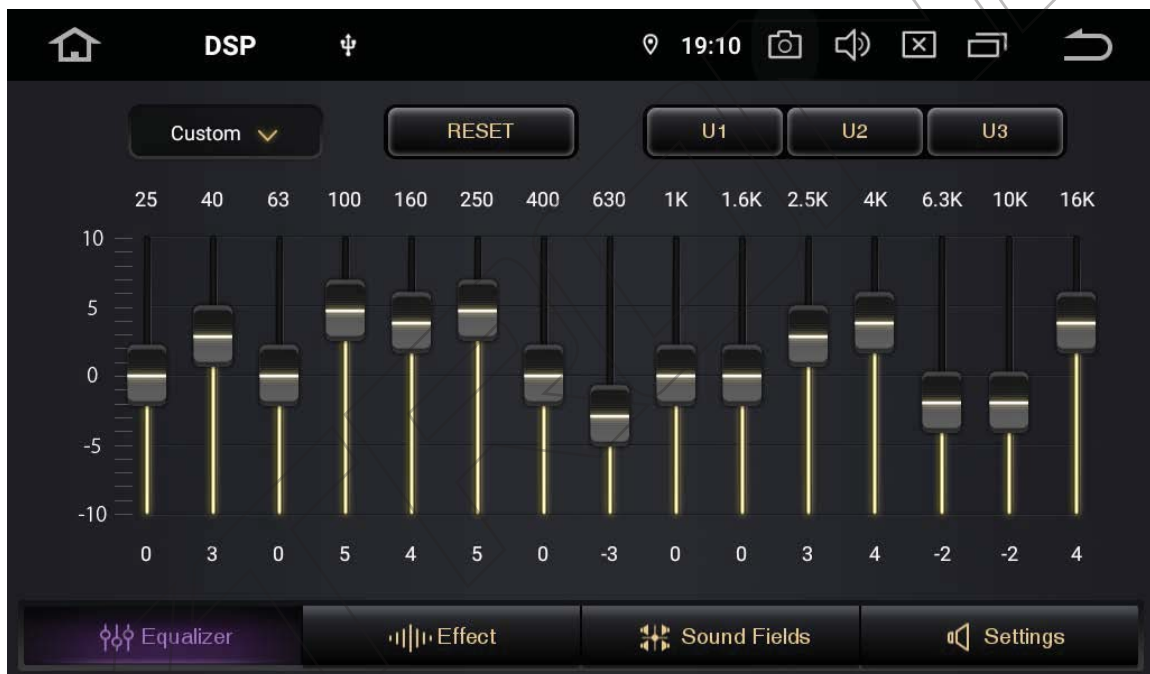 DSP 19:10
Custom RESET U1 U2 U3
25 40 63 100 160 250 400 630 1K 1.6K 2.5K 4K 6.3K 10K 16K
10
5
0
-5
-10
0 3 0 5 4 5 0 -3 0 0 3 4 -2 -2 4
Equalizer Effect Sound Fields Settings